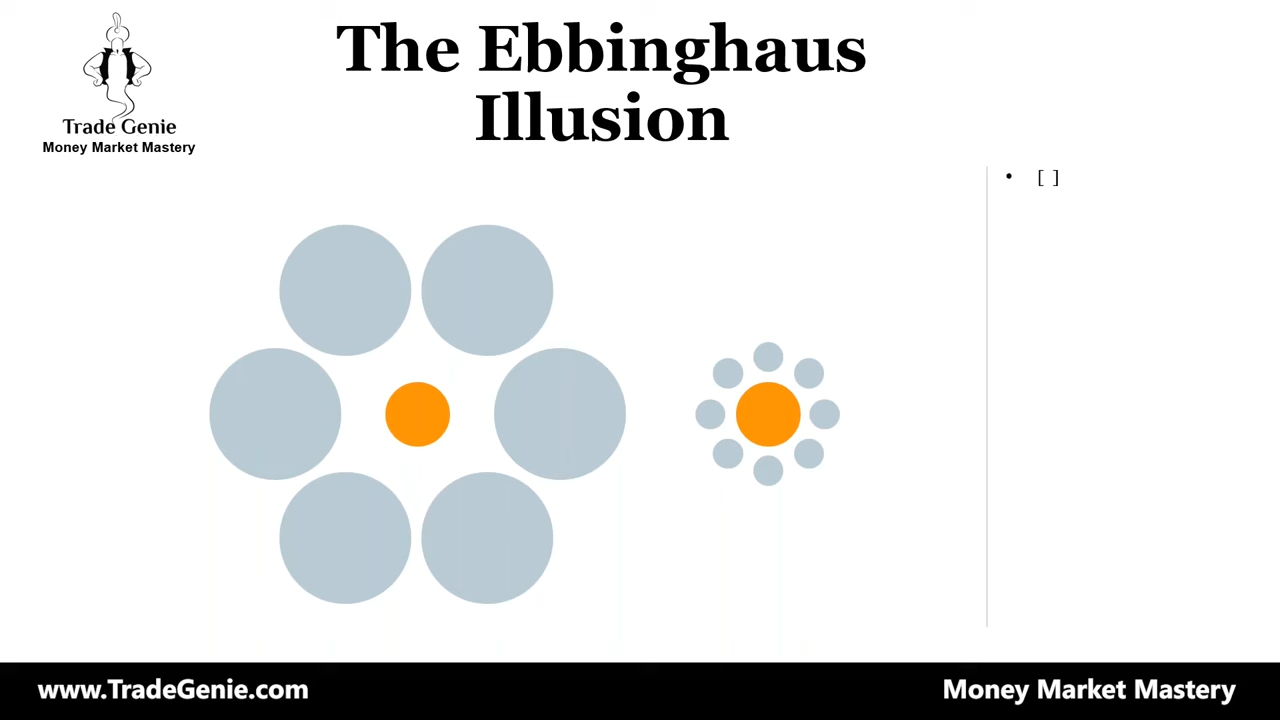 The Ebbinghaus
Illusion
Trade Genie
Money Market Mastery
• [ ]
www.TradeGenie.com
Money Market Mastery